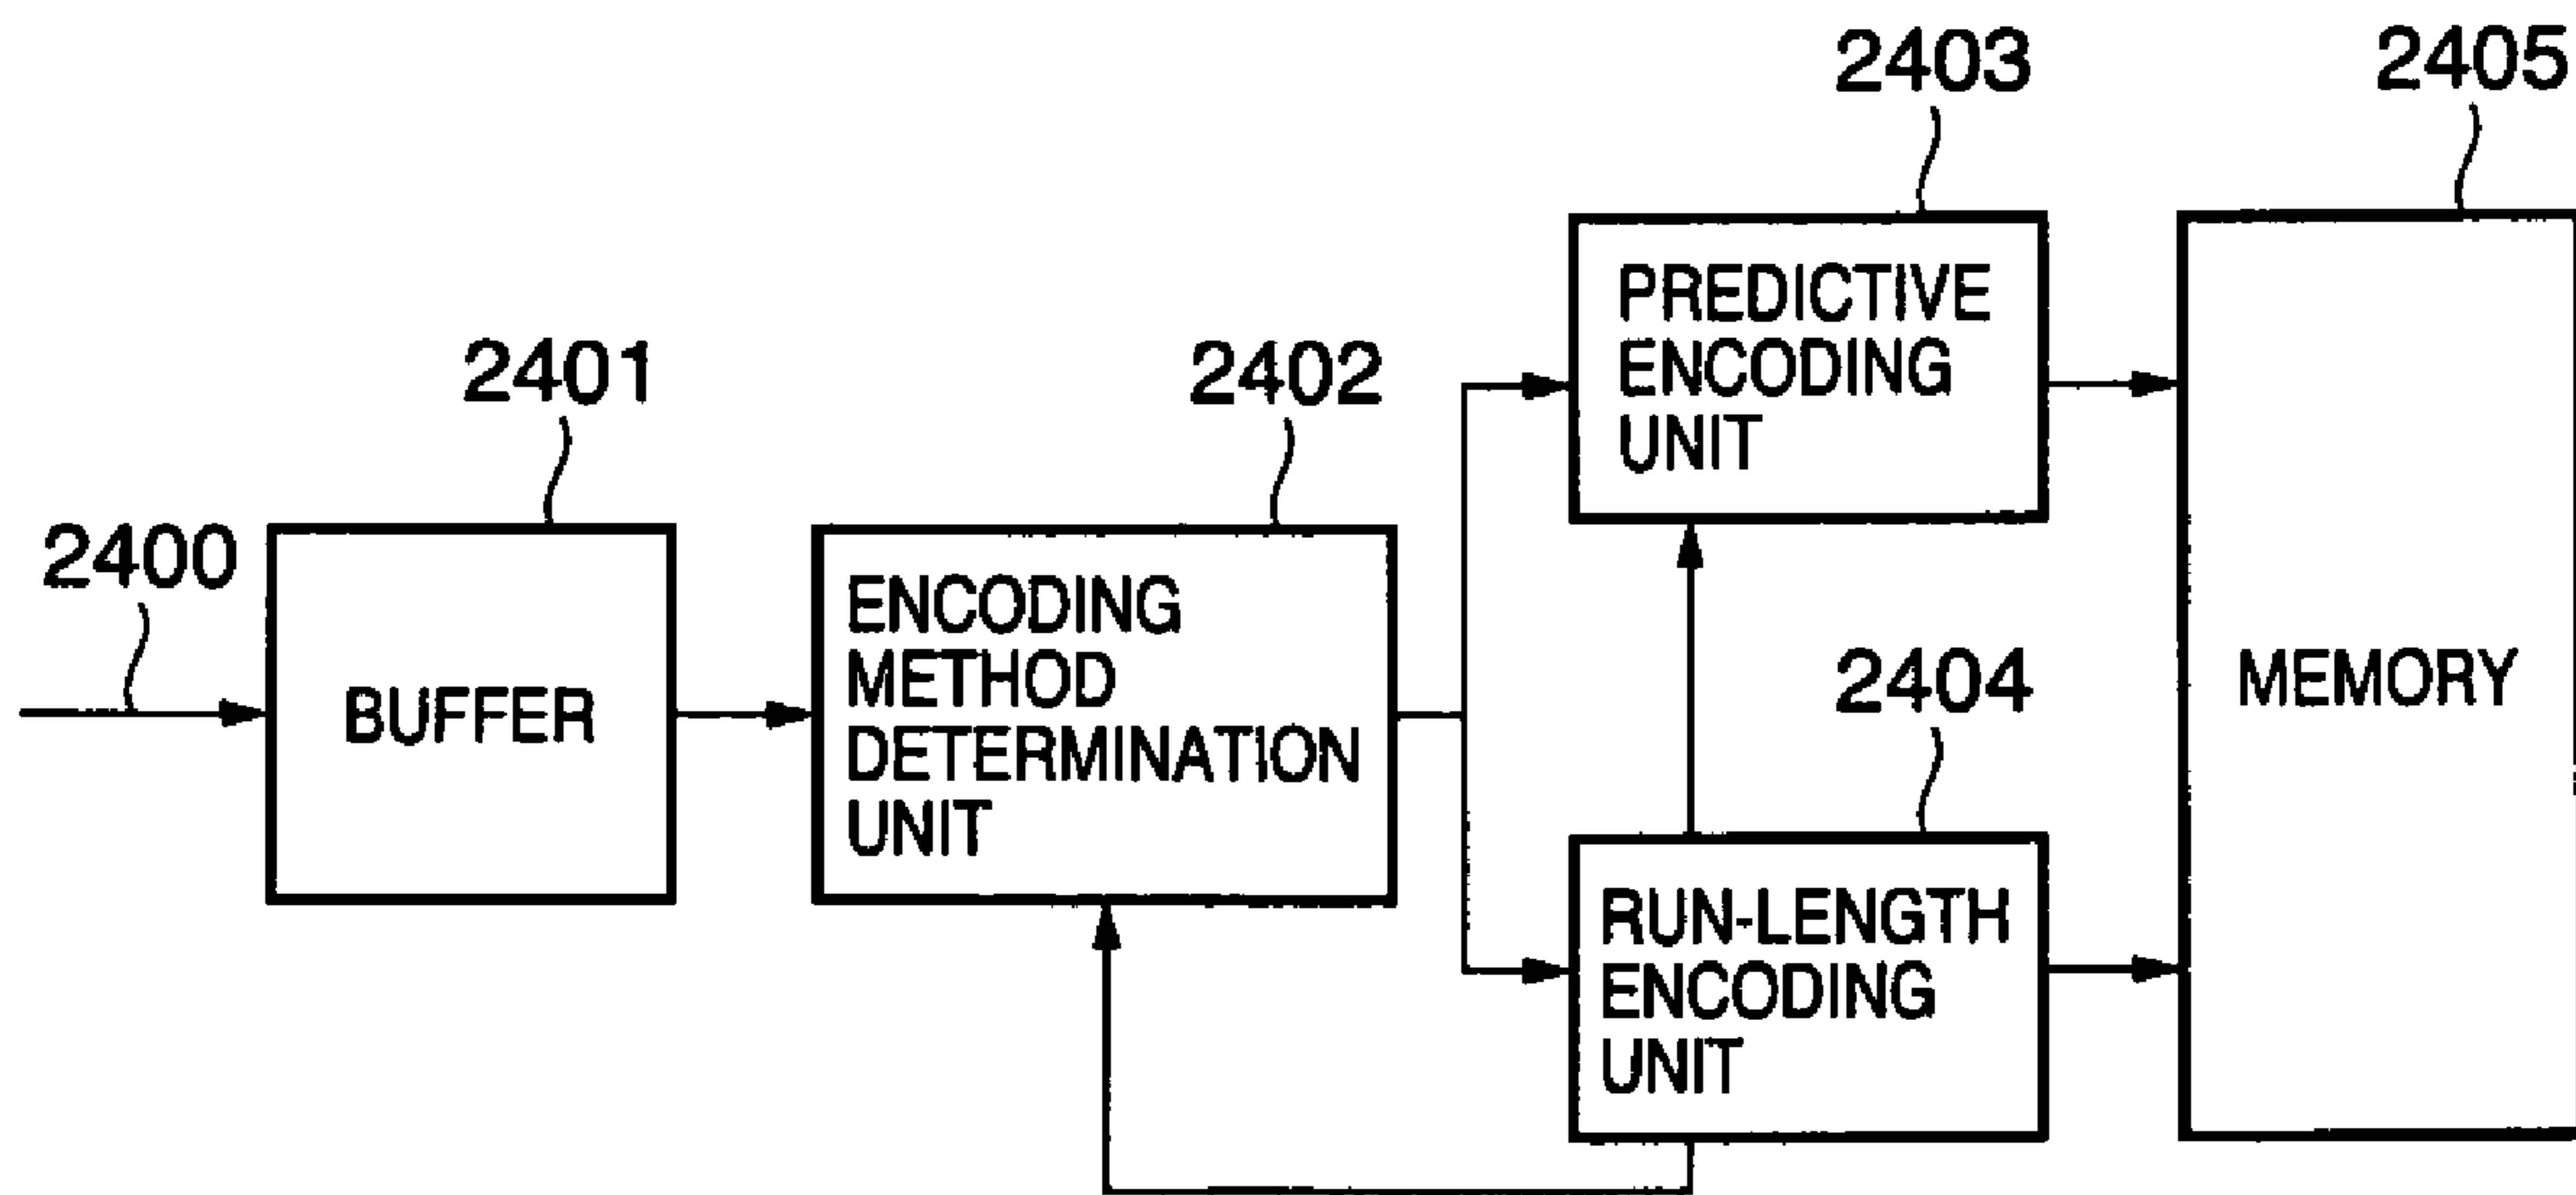 2403
2405
PREDICTIVE
ENCODING
UNIT
2401
2402
2400
ENCODING
METHOD
DETERMINATION
UNIT
BUFFER
2404
MEMORY
RUN-LENGTH
ENCODING
UNIT